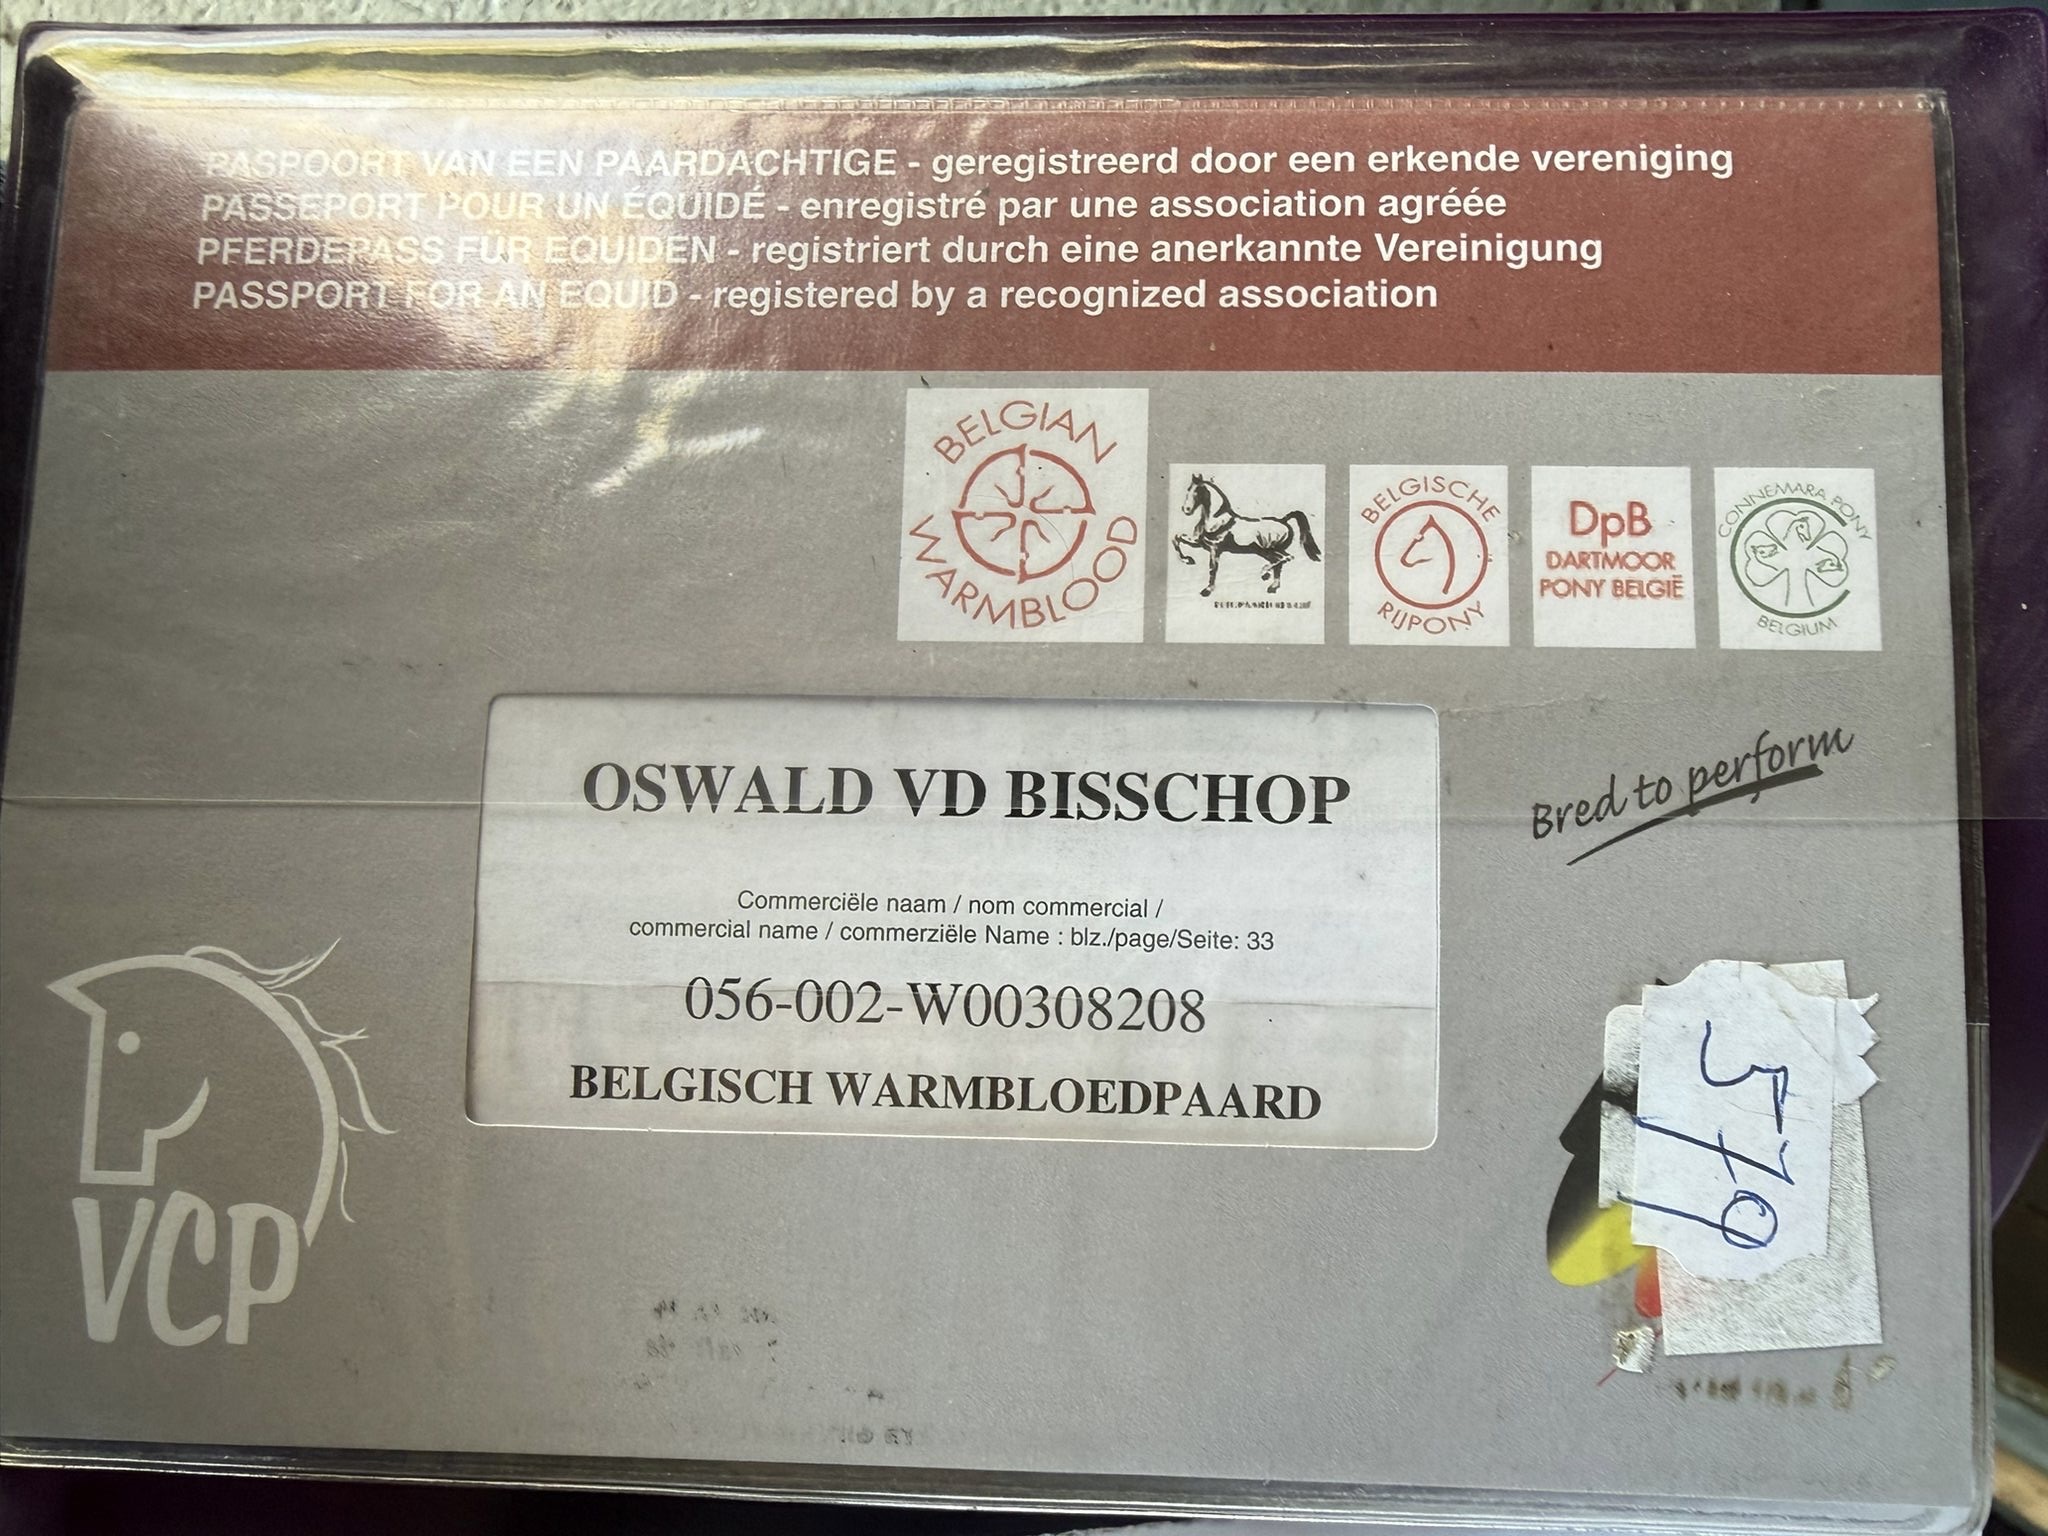 PASPOORT VAN EEN PAARDACHTIGE - geregistreerd door een erkende vereniging
PASSEPORT POUR UN ÉQUIDÉ - enregistré par une association agréée
PFERDEPASS FÜR EQUIDEN - registriert durch eine anerkannte Vereinigung
PASSPORT FOR AN EQUID - registered by a recognized association
BELGIAN WARMBLOOD
BELGISCHE RIJPONY
DpB
DARTMOOR
PONY BELGIË
CONNEMARA PONY
BELGIUM
OSWALD VD BISSCHOP
Bred to perform
Commerciële naam / nom commercial /
commercial name / commerziële Name : blz./page/Seite: 33
056-002-W00308208
BELGISCH WARMBLOEDPAARD
VCP
579